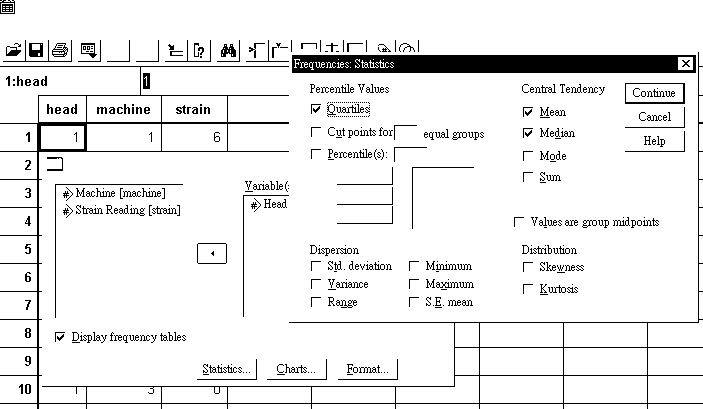 Frequencies: Statistics
1:head 1
head machine strain
1 1 1 6
2
3
4
5
6
7
8
9
10 1 3 0
Machine [machine]
Strain Reading [strain]
Variable(s
Head
Display frequency tables
Statistics... Charts... Format...
Percentile Values
Quartiles
Cut points for equal groups
Percentile(s):
Central Tendency
Mean
Median
Mode
Sum
Continue
Cancel
Help
Values are group midpoints
Dispersion
Std. deviation Minimum
Variance Maximum
Range S.E. mean
Distribution
Skewness
Kurtosis